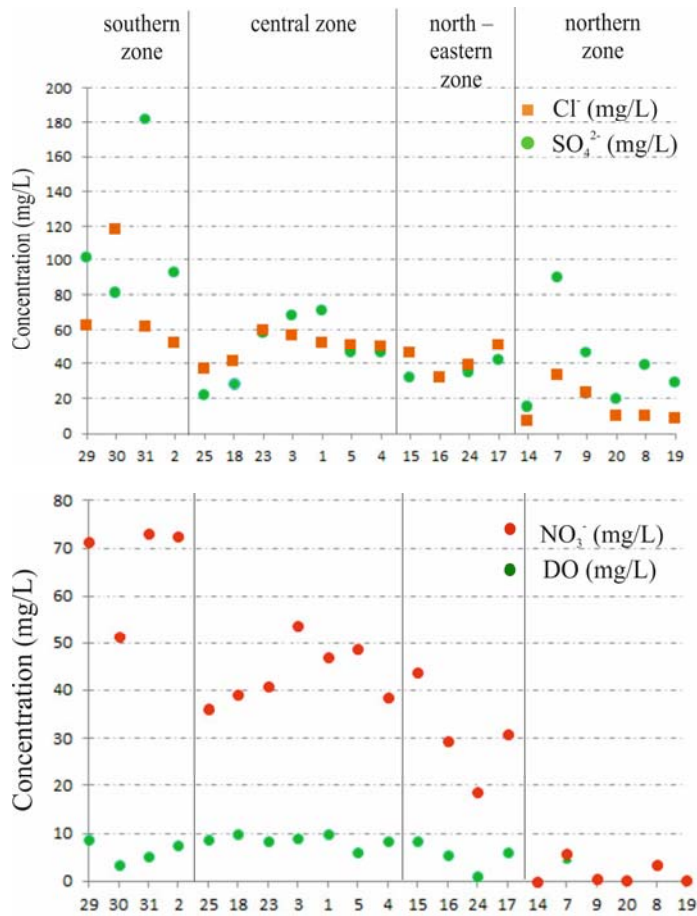 southern zone
central zone
north – eastern zone
northern zone
Concentration (mg/L)
200
180
160
140
120
100
80
60
40
20
0
Cl⁻ (mg/L)
SO₄²⁻ (mg/L)
29 30 31 2 25 18 23 3 1 5 4 15 16 24 17 14 7 9 20 8 19
Concentration (mg/L)
80
70
60
50
40
30
20
10
0
NO₃⁻ (mg/L)
DO (mg/L)
29 30 31 2 25 18 23 3 1 5 4 15 16 24 17 14 7 9 20 8 19